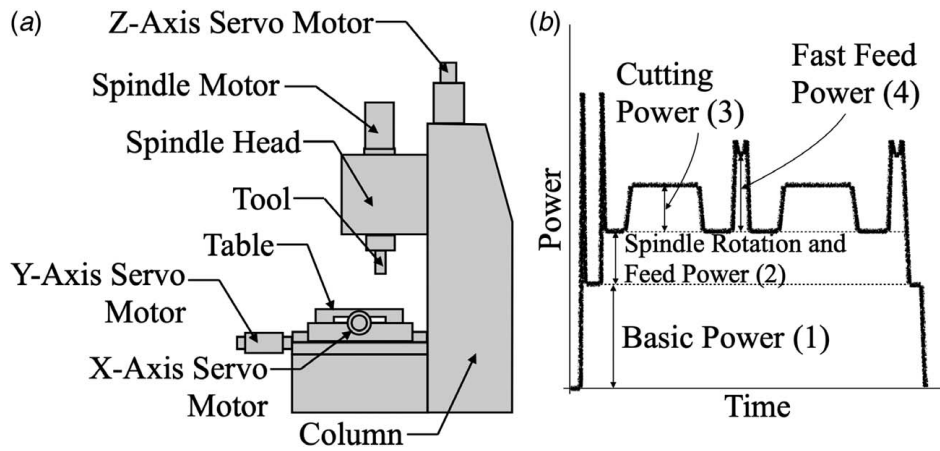 (a)
Z-Axis Servo Motor
Spindle Motor
Spindle Head
Tool
Table
Y-Axis Servo
Motor
X-Axis Servo
Motor
Column
(b)
Cutting
Power (3)
Fast Feed
Power (4)
Power
Spindle Rotation and
Feed Power (2)
Basic Power (1)
Time